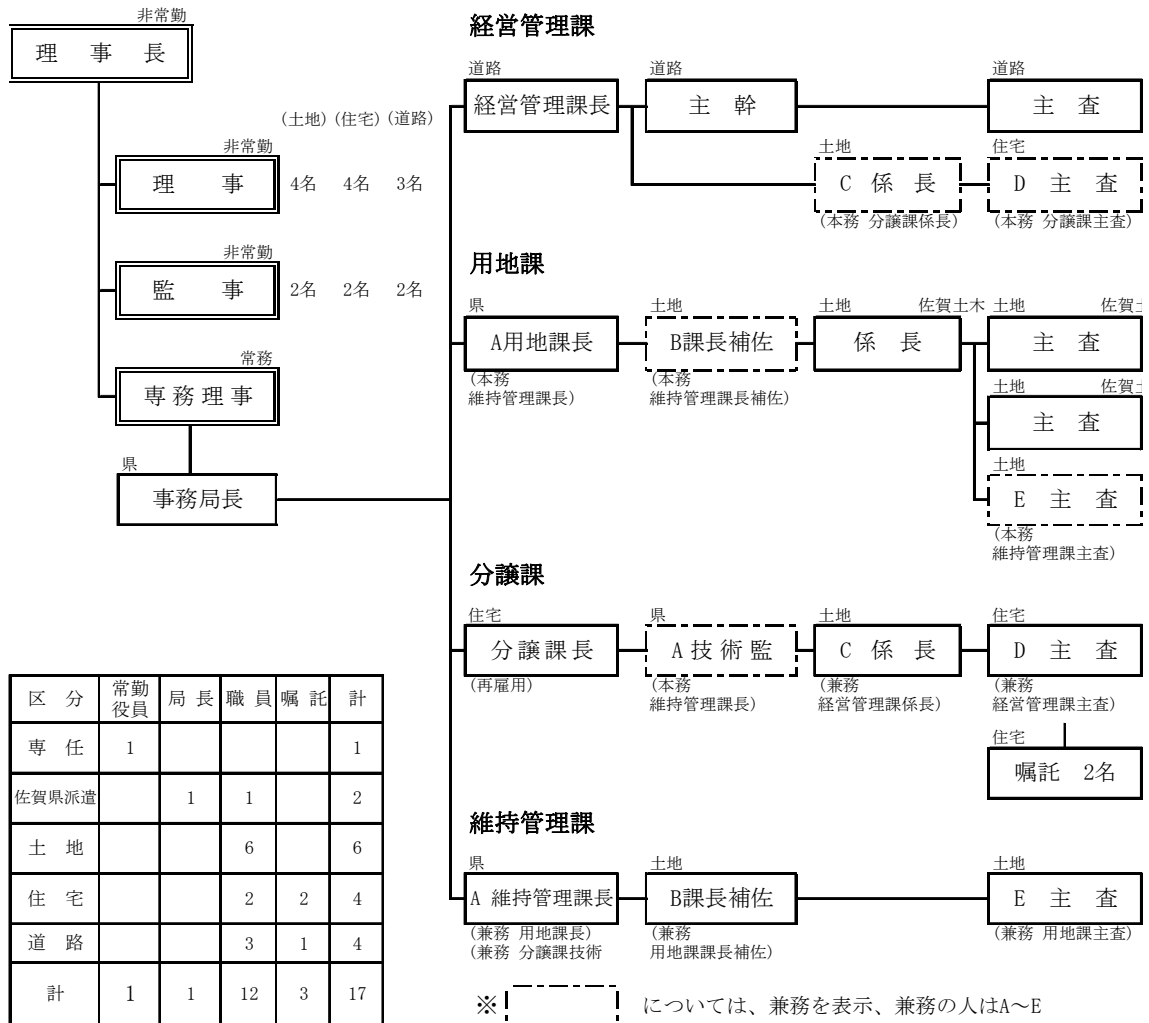 非常勤
理 事 長
(土地) (住宅) (道路)
非常勤
理 事 4名 4名 3名
非常勤
監 事 2名 2名 2名
常務
専務理事
県
事務局長
経営管理課
道路 道路 道路
経営管理課長 主 幹 主 査
土地 住宅
C 係 長 D 主 査
(本務 分譲課係長) (本務 分譲課主査)
用地課
県 土地 土地 佐賀土木 土地 佐賀土
A用地課長 B課長補佐 係 長 主 査
(本務 (本務
維持管理課長) 維持管理課長補佐)
土地 佐賀土
主 査
土地
E 主 査
(本務
維持管理課主査)
分譲課
住宅 県 土地 住宅
分譲課長 A技術監 C 係 長 D 主 査
(再雇用) (本務 (兼務 (兼務
維持管理課長) 経営管理課係長) 経営管理課主査)
住宅
嘱託 2名
維持管理課
県 土地 土地
A 維持管理課長 B課長補佐 E 主 査
(兼務 用地課長) (兼務 (兼務 用地課主査)
(兼務 分譲課技術 用地課課長補佐)
※ については、兼務を表示、兼務の人はA～E
区 分 常勤役員 局 長 職 員 嘱 託 計
専 任 1 1
佐賀県派遣 1 1 2
土 地 6 6
住 宅 2 2 4
道 路 3 1 4
計 1 1 12 3 17